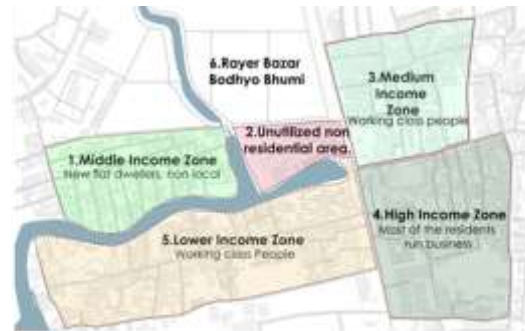 6.Rayer Bazar
Bodhyo Bhumi
3.Medium
Income
Zone
Working class people
2.Unutilized non
residential area.
1.Middle Income Zone
New flat dwellers, non local
4.High Income Zone
Most of the residents
run business
5.Lower Income Zone
Working class People